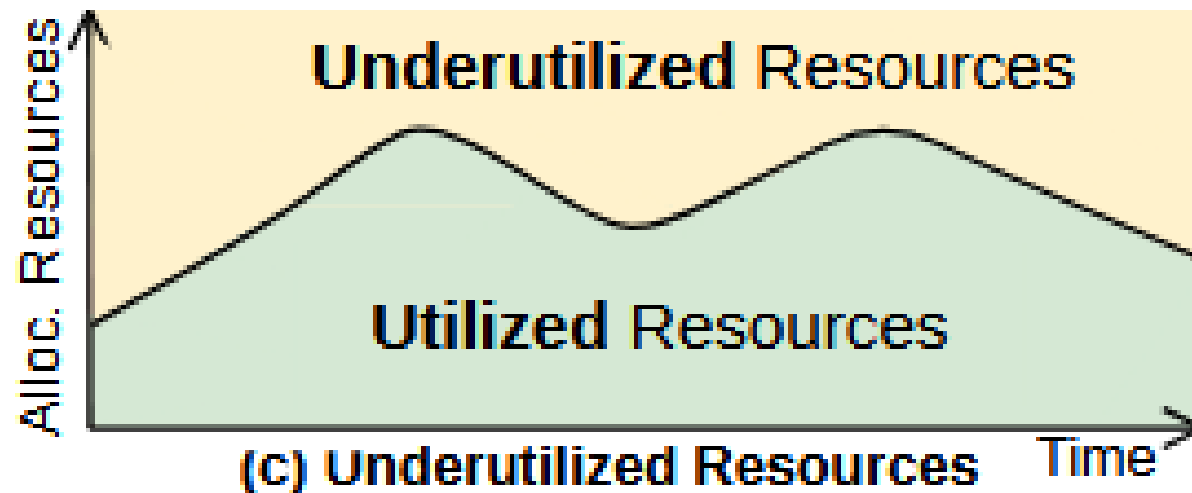 Alloc. Resources
Underutilized Resources
Utilized Resources
Time
(c) Underutilized Resources